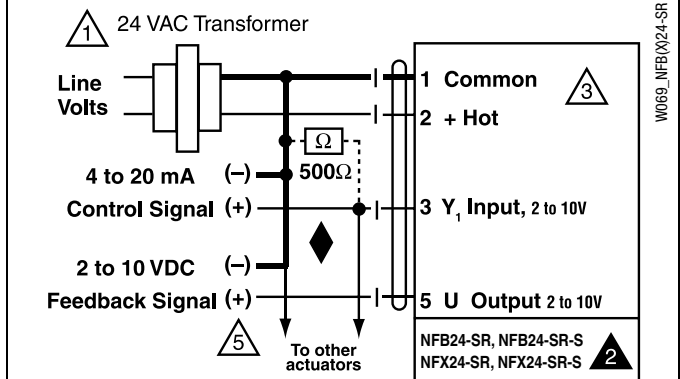 1 24 VAC Transformer
Line
Volts
1 Common
3
2 + Hot
Ω
500Ω
4 to 20 mA (–)
Control Signal (+)
3 Y1 Input, 2 to 10V
2 to 10 VDC (–)
Feedback Signal (+)
5 U Output 2 to 10V
5
To other
actuators
NFB24-SR, NFB24-SR-S
NFX24-SR, NFX24-SR-S
2
W069_NFB(X)24-SR